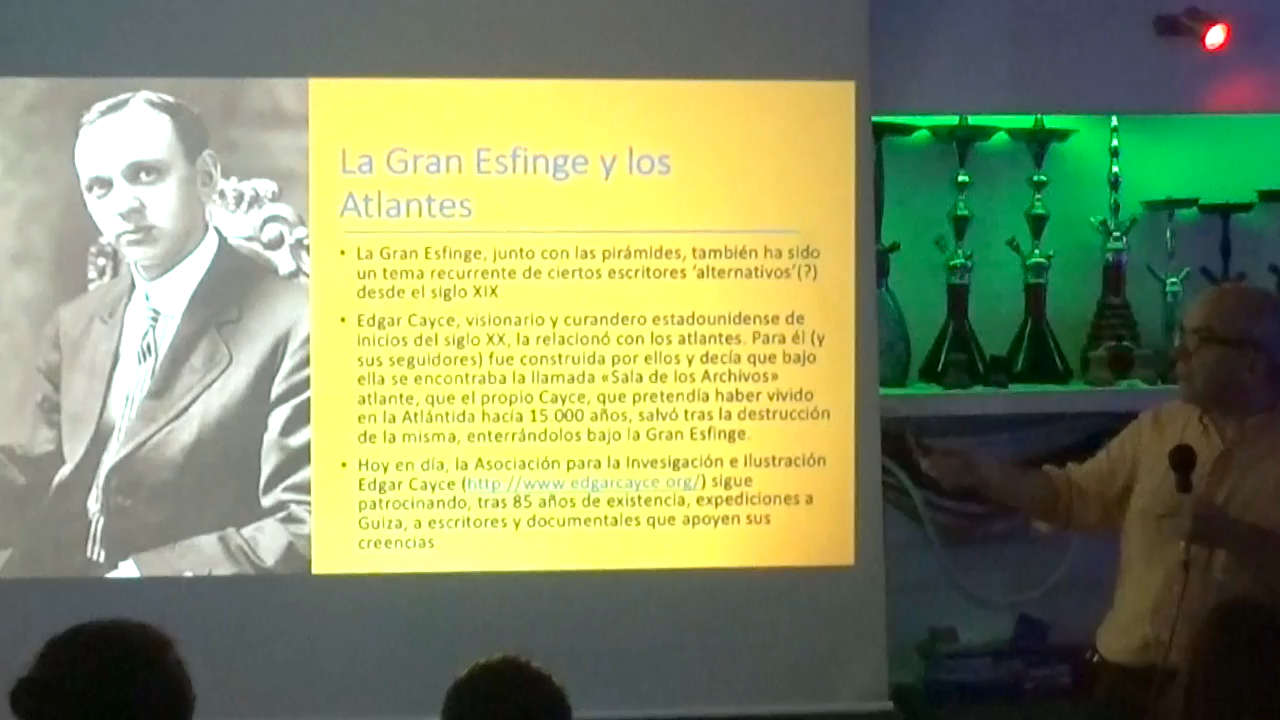 La Gran Esfinge y los
Atlantes
• La Gran Esfinge, junto con las pirámides, también ha sido
un tema recurrente de ciertos escritores 'alternativos'(?)
desde el siglo XIX.
• Edgar Cayce, visionario y curandero estadounidense de
inicios del siglo XX, la relacionó con los atlantes. Para él (y
sus seguidores) fue construida por ellos y decía que bajo
ella se encontraba la llamada «Sala de los Archivos»
atlante, que el propio Cayce, que pretendía haber vivido
en la Atlántida hacía 15.000 años, salvó tras la destrucción
de la misma, enterrándolos bajo la Gran Esfinge.
• Hoy en día, la Asociación para la Invesigación e Ilustración
Edgar Cayce (http://www.edgarcayce.org/) sigue
patrocinando, tras 85 años de existencia, expediciones a
Guiza, a escritores y documentales que apoyen sus
creencias.